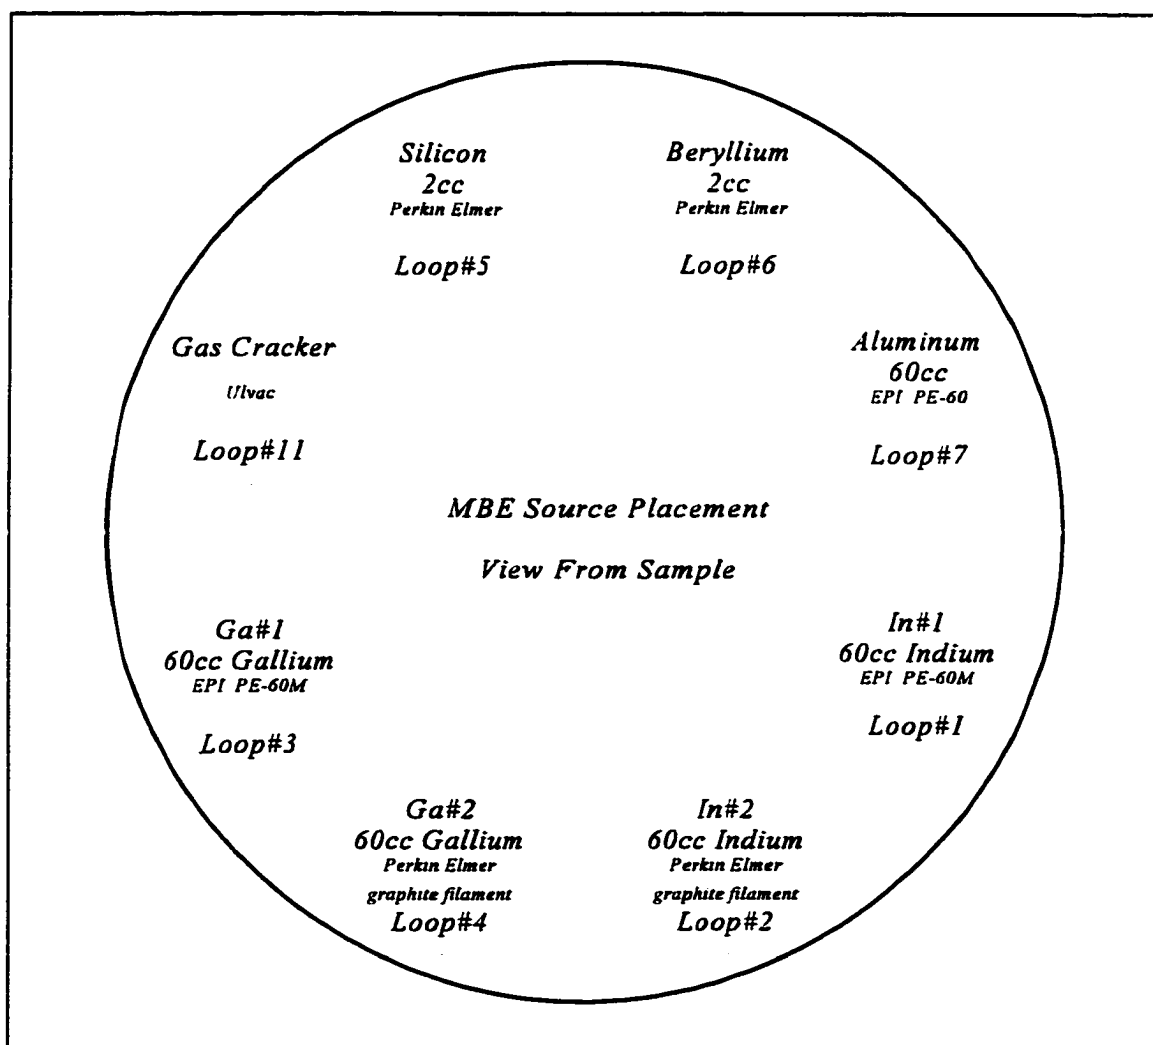 Silicon
2cc
Perkin Elmer
Loop#5
Beryllium
2cc
Perkin Elmer
Loop#6
Gas Cracker
Ulvac
Loop#11
Aluminum
60cc
EPI PE-60
Loop#7
MBE Source Placement
View From Sample
Ga#1
60cc Gallium
EPI PE-60M
Loop#3
In#1
60cc Indium
EPI PE-60M
Loop#1
Ga#2
60cc Gallium
Perkin Elmer
graphite filament
Loop#4
In#2
60cc Indium
Perkin Elmer
graphite filament
Loop#2